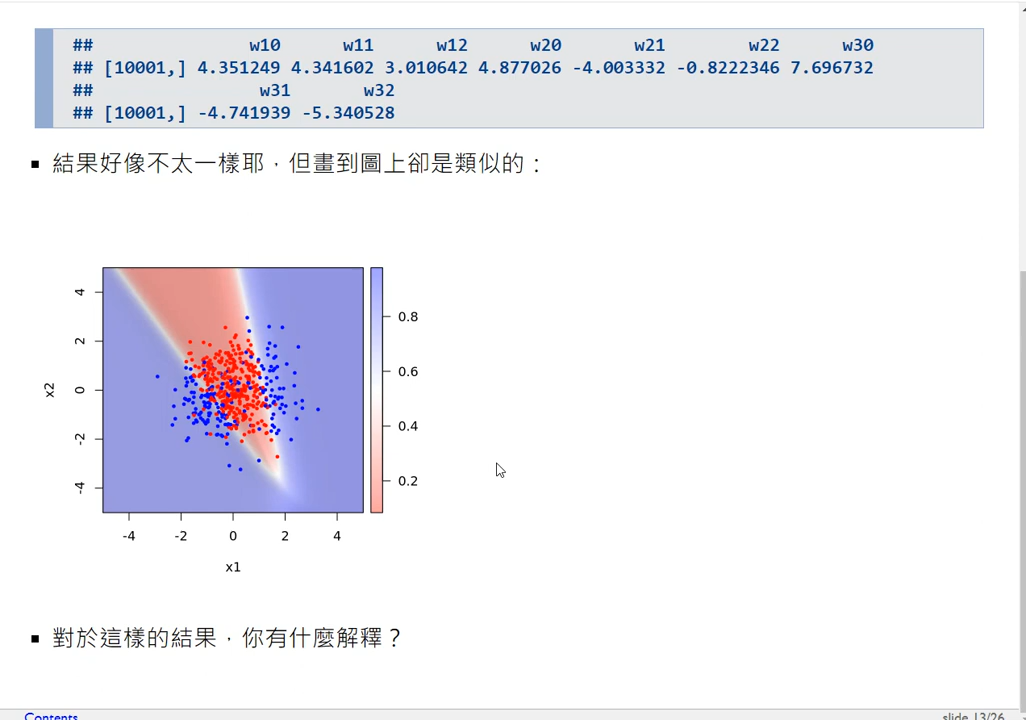 ## w10 w11 w12 w20 w21 w22 w30
## [10001,] 4.351249 4.341602 3.010642 4.877026 -4.003332 -0.8222346 7.696732
## w31 w32
## [10001,] -4.741939 -5.340528
▪ 結果好像不太一樣耶，但畫到圖上卻是類似的：
4
2
0
-2
-4
x2
-4 -2 0 2 4
x1
0.8
0.6
0.4
0.2
▪ 對於這樣的結果，你有什麼解釋？
Contents
slide 13/26